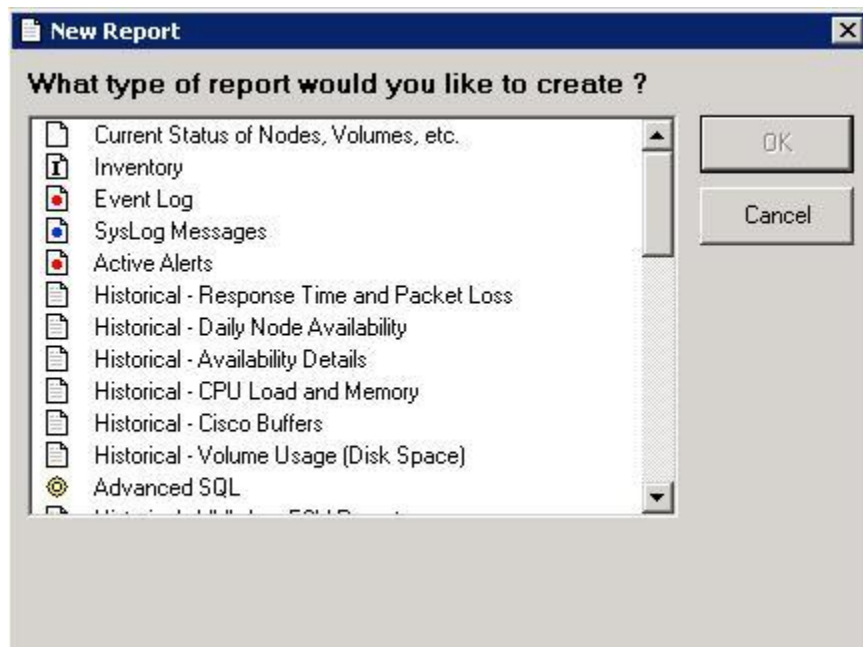 New Report
What type of report would you like to create ?
Current Status of Nodes, Volumes, etc.
Inventory
Event Log
SysLog Messages
Active Alerts
Historical - Response Time and Packet Loss
Historical - Daily Node Availability
Historical - Availability Details
Historical - CPU Load and Memory
Historical - Cisco Buffers
Historical - Volume Usage (Disk Space)
Advanced SQL
OK
Cancel